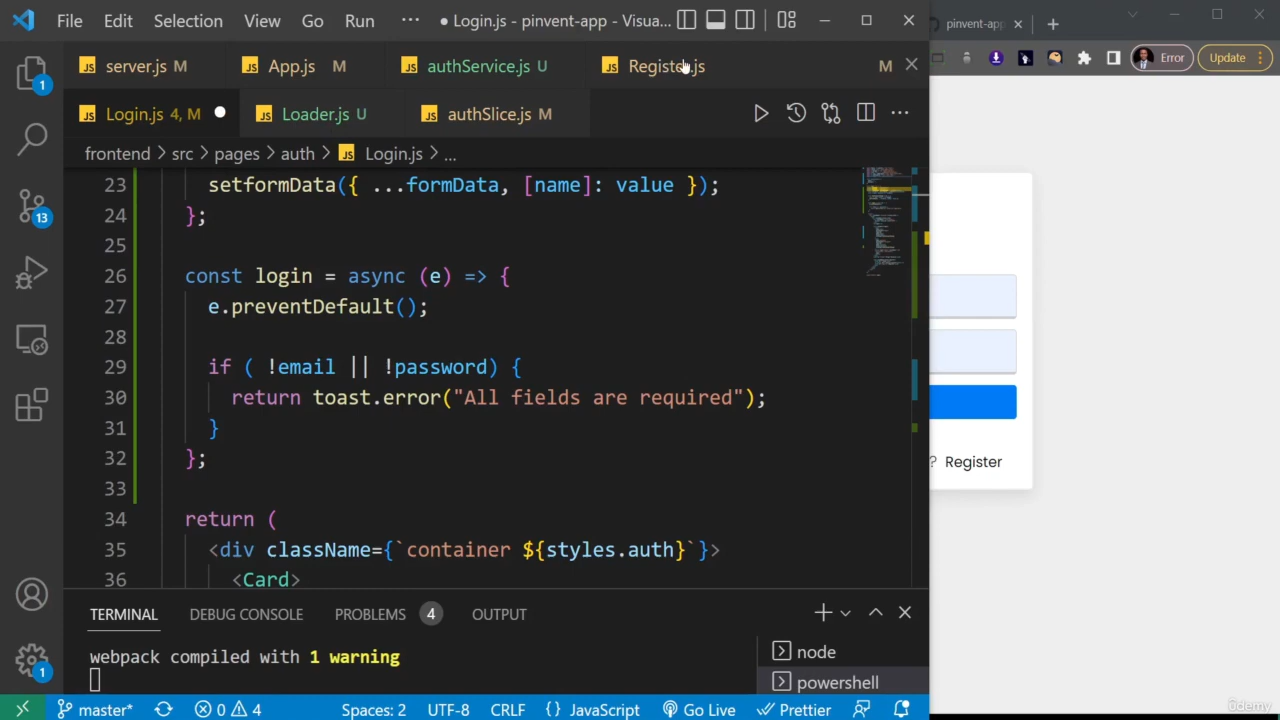 File Edit Selection View Go Run ··· ● Login.js - pinvent-app - Visua...
pinvent-app
server.js M
App.js M
authService.js U
Register.js M
Error
Update
Login.js 4, M
Loader.js U
authSlice.js M
frontend > src > pages > auth > Login.js > ...
23 setformData({ ...formData, [name]: value });
24 };
25
26 const login = async (e) => {
27 e.preventDefault();
28
29 if ( !email || !password) {
30 return toast.error("All fields are required");
31 }
32 };
33
34 return (
35 <div className={`container ${styles.auth}`}>
36 <Card>
1
13
? Register
TERMINAL DEBUG CONSOLE PROBLEMS 4 OUTPUT
webpack compiled with 1 warning
node
powershell
1
master* 0 4 Spaces: 2 UTF-8 CRLF {} JavaScript Go Live Prettier
ûdemy